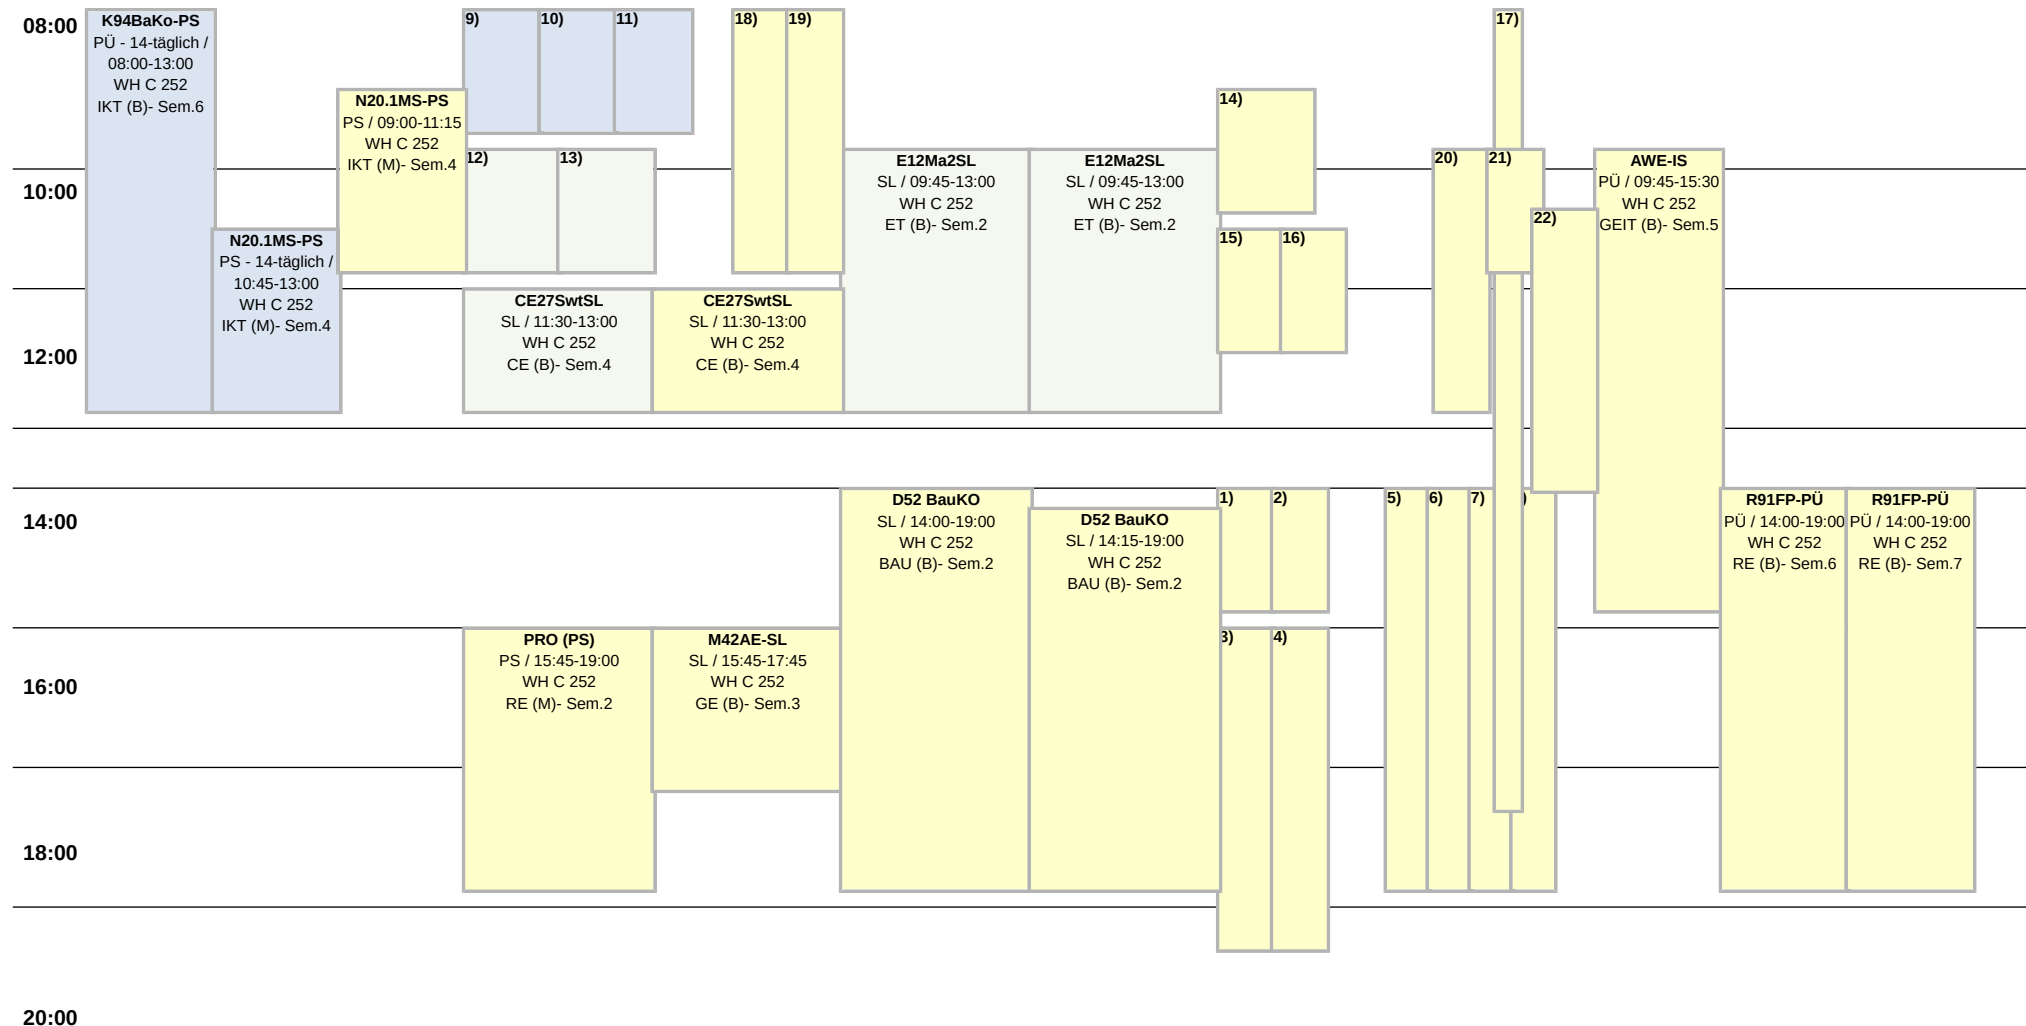 08:00
10:00
12:00
14:00
16:00
18:00
20:00
K94BaKo-PS
PÜ - 14-täglich /
08:00-13:00
WH C 252
IKT (B)- Sem.6
N20.1MS-PS
PS - 14-täglich /
10:45-13:00
WH C 252
IKT (M)- Sem.4
N20.1MS-PS
PS / 09:00-11:15
WH C 252
IKT (M)- Sem.4
9)
10)
11)
12)
13)
CE27SwtSL
SL / 11:30-13:00
WH C 252
CE (B)- Sem.4
CE27SwtSL
SL / 11:30-13:00
WH C 252
CE (B)- Sem.4
PRO (PS)
PS / 15:45-19:00
WH C 252
RE (M)- Sem.2
M42AE-SL
SL / 15:45-17:45
WH C 252
GE (B)- Sem.3
18)
19)
E12Ma2SL
SL / 09:45-13:00
WH C 252
ET (B)- Sem.2
E12Ma2SL
SL / 09:45-13:00
WH C 252
ET (B)- Sem.2
D52 BauKO
SL / 14:00-19:00
WH C 252
BAU (B)- Sem.2
D52 BauKO
SL / 14:15-19:00
WH C 252
BAU (B)- Sem.2
14)
15)
16)
1)
2)
3)
4)
17)
20)
21)
22)
5)
6)
7)
)
AWE-IS
PÜ / 09:45-15:30
WH C 252
GEIT (B)- Sem.5
R91FP-PÜ
PÜ / 14:00-19:00
WH C 252
RE (B)- Sem.6
R91FP-PÜ
PÜ / 14:00-19:00
WH C 252
RE (B)- Sem.7